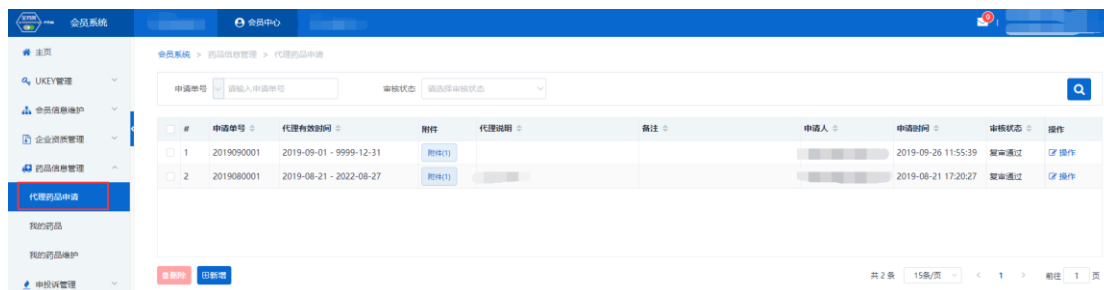 会员系统
会员中心
0
主页
会员系统 > 药品信息管理 > 代理药品申请
UKEY管理
申请单号 请输入申请单号 审核状态 请选择审核状态
会员信息维护
# 申请单号 代理有效时间 附件 代理说明 备注 申请人 申请时间 审核状态 操作
企业资质管理
1 2019090001 2019-09-01 - 9999-12-31 附件(1) 2019-09-26 11:55:39 复审通过 操作
药品信息管理
2 2019080001 2019-08-21 - 2022-08-27 附件(1) 2019-08-21 17:20:27 复审通过 操作
代理药品申请
我的药品
我的药品维护
删除 新增 共 2 条 15条/页 < 1 > 前往 1 页
申投诉管理